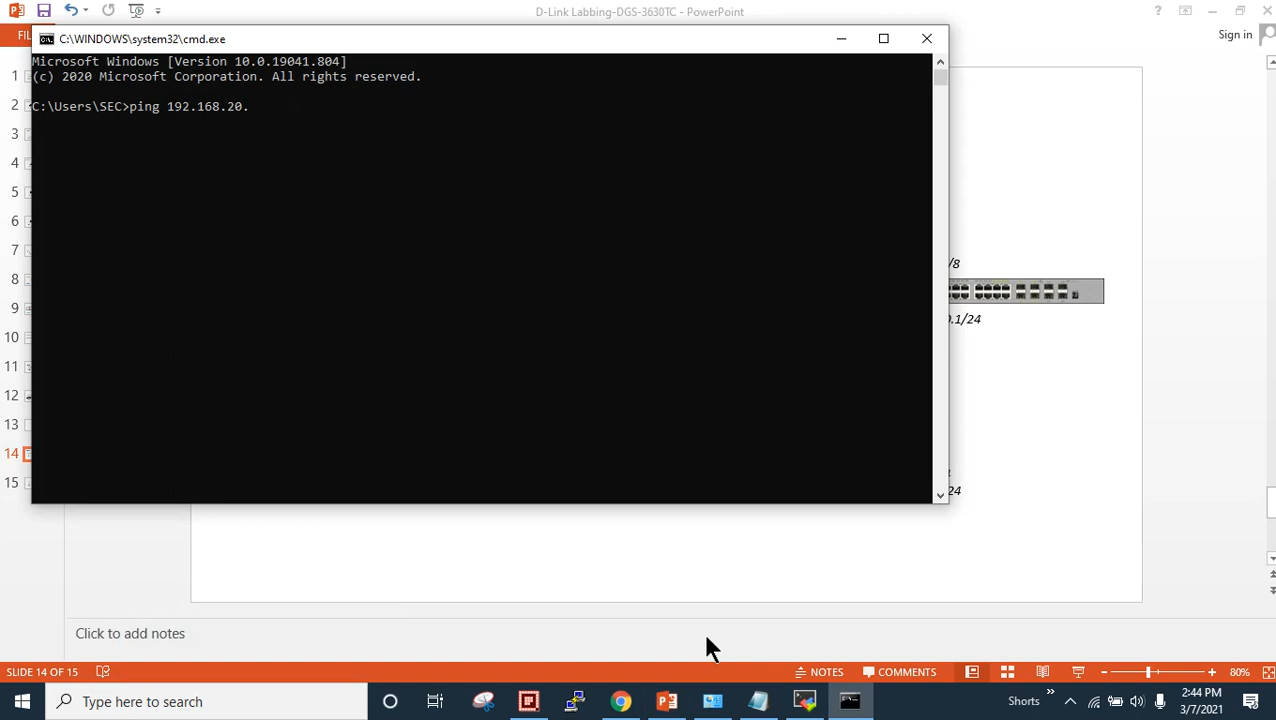 D-Link Labbing-DGS-3630TC - PowerPoint
FIL
Sign in
C:\WINDOWS\system32\cmd.exe
Microsoft Windows [Version 10.0.19041.804]
(c) 2020 Microsoft Corporation. All rights reserved.
C:\Users\SEC>ping 192.168.20.
1
2
3
4
5
6
7
8
9
10
11
12
13
14
15
/8
.1/24
24
Click to add notes
SLIDE 14 OF 15
NOTES
COMMENTS
80%
Type here to search
Shorts
2:44 PM
3/7/2021